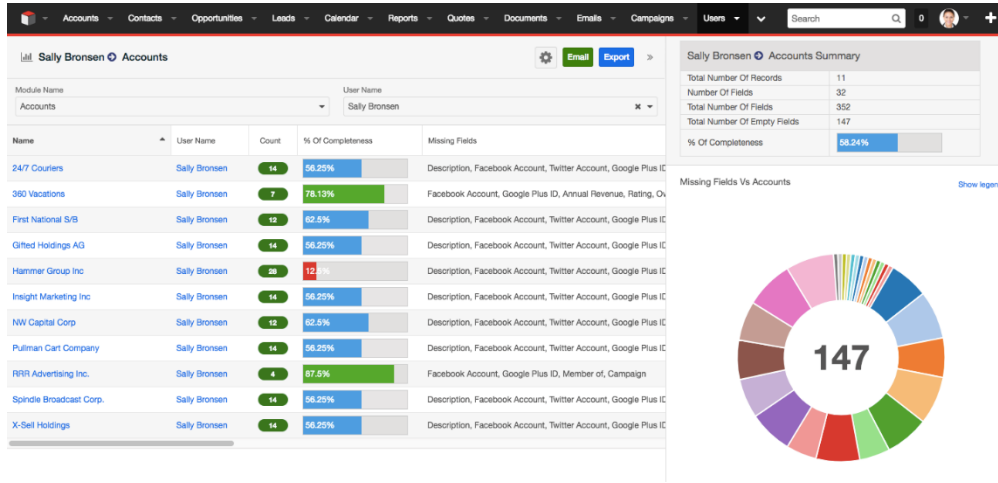 Accounts Contacts Opportunities Leads Calendar Reports Quotes Documents Emails Campaigns Users Search 0
Sally Bronsen Accounts Email Export »
Module Name User Name
Accounts Sally Bronsen
Name User Name Count % Of Completeness Missing Fields
24/7 Couriers Sally Bronsen 14 56.25% Description, Facebook Account, Twitter Account, Google Plus ID
360 Vacations Sally Bronsen 7 78.13% Facebook Account, Google Plus ID, Annual Revenue, Rating, Ov
First National S/B Sally Bronsen 12 62.5% Description, Facebook Account, Twitter Account, Google Plus ID
Gifted Holdings AG Sally Bronsen 14 56.25% Description, Facebook Account, Twitter Account, Google Plus ID
Hammer Group Inc Sally Bronsen 28 12.5% Description, Facebook Account, Twitter Account, Google Plus ID
Insight Marketing Inc Sally Bronsen 14 56.25% Description, Facebook Account, Twitter Account, Google Plus ID
NW Capital Corp Sally Bronsen 12 62.5% Description, Facebook Account, Twitter Account, Google Plus ID
Pullman Cart Company Sally Bronsen 14 56.25% Description, Facebook Account, Twitter Account, Google Plus ID
RRR Advertising Inc. Sally Bronsen 4 87.5% Facebook Account, Google Plus ID, Member of, Campaign
Spindle Broadcast Corp. Sally Bronsen 14 56.25% Description, Facebook Account, Twitter Account, Google Plus ID
X-Sell Holdings Sally Bronsen 14 56.25% Description, Facebook Account, Twitter Account, Google Plus ID
Sally Bronsen Accounts Summary
Total Number Of Records 11
Number Of Fields 32
Total Number Of Fields 352
Total Number Of Empty Fields 147
% Of Completeness 58.24%
Missing Fields Vs Accounts Show legen
147